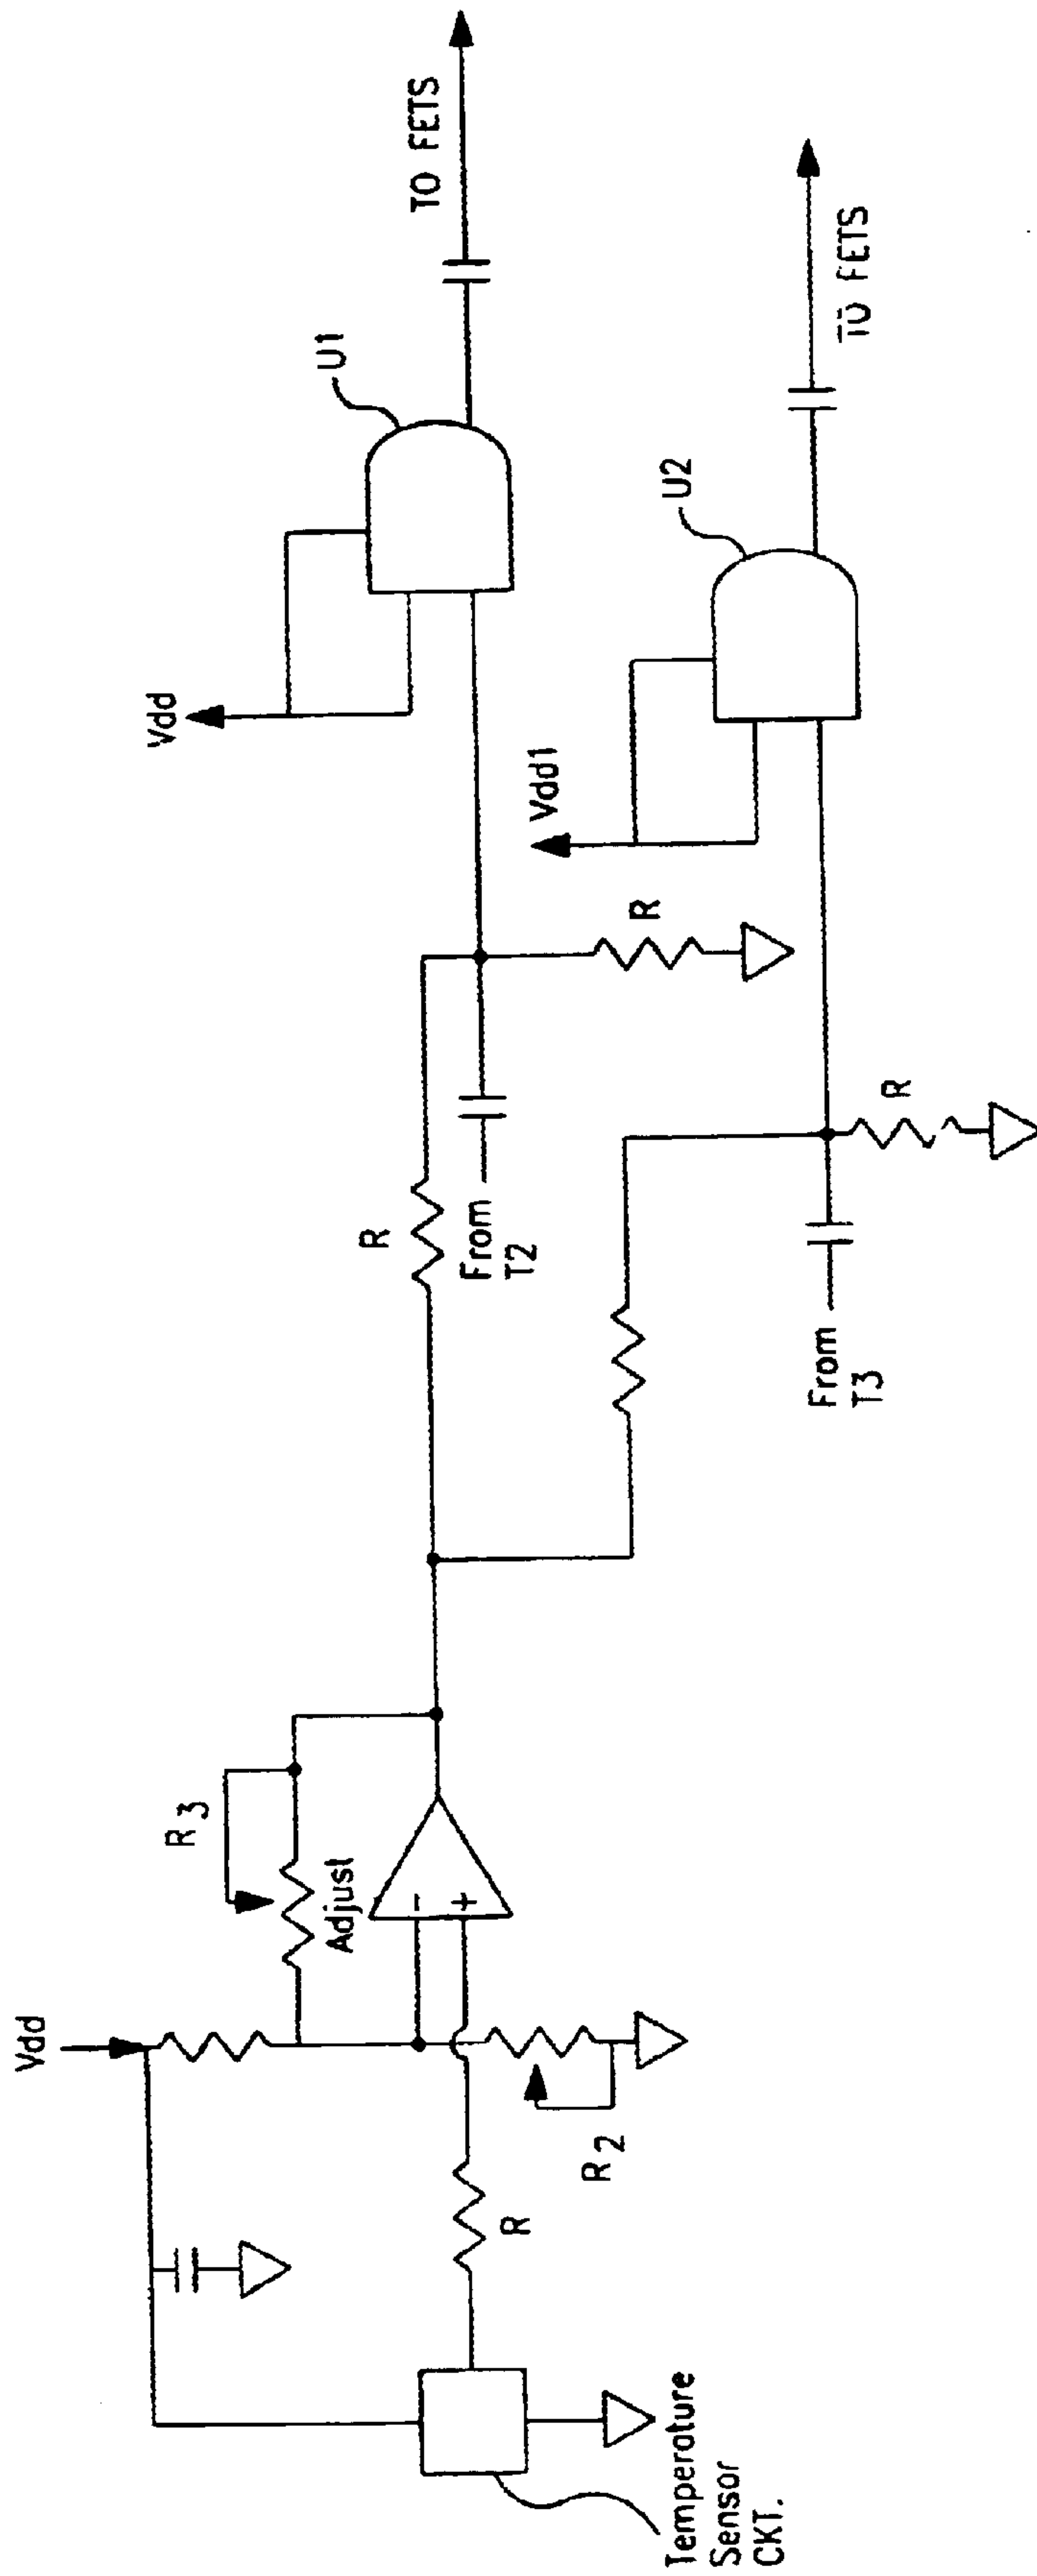 Vdd
R3
Adjust
-
+
R2
R
Temperature
Sensor
CKT.
R
From
T2
R
Vdd
U1
TO FETS
From
T3
R
Vdd1
U2
TO FETS